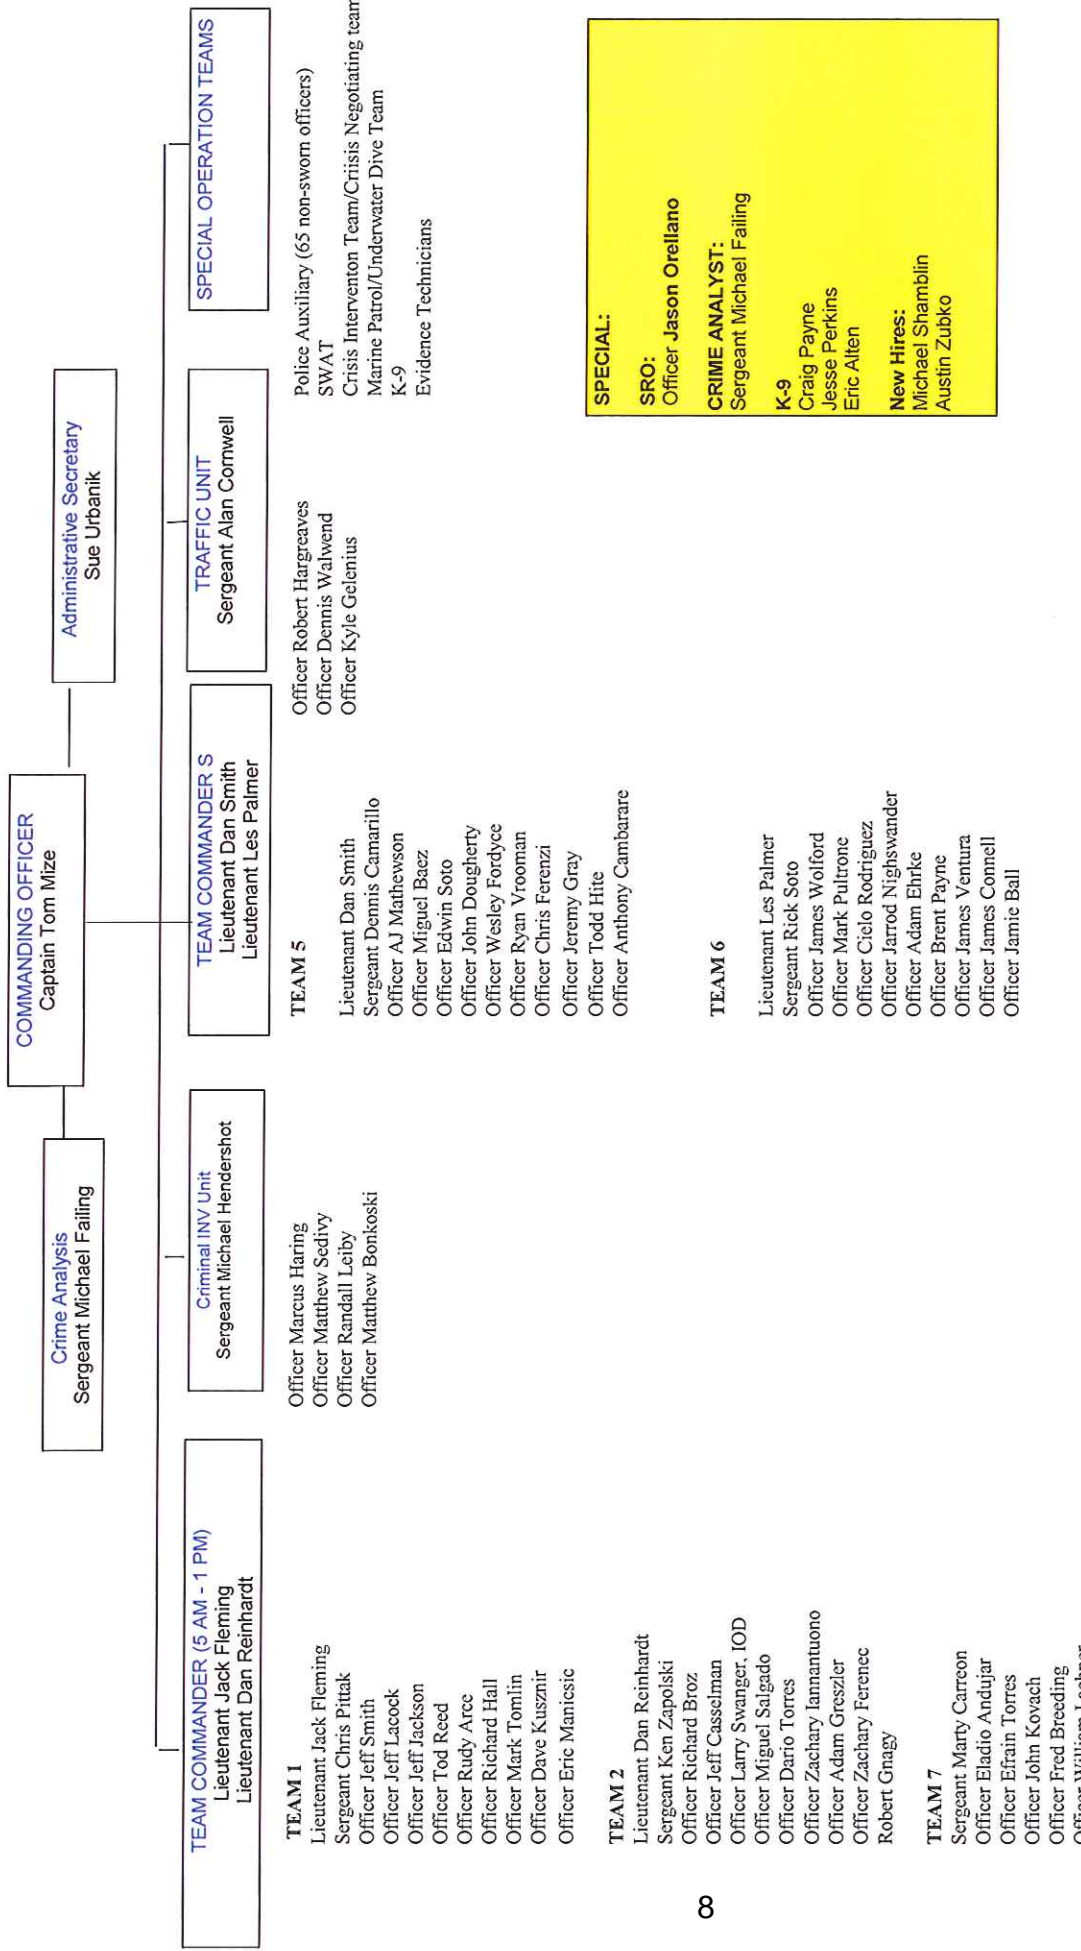 COMMANDING OFFICER
Captain Tom Mize
Crime Analysis
Sergeant Michael Failing
Administrative Secretary
Sue Urbanik
TEAM COMMANDER (5 AM - 1 PM)
Lieutenant Jack Fleming
Lieutenant Dan Reinhardt
Criminal INV Unit
Sergeant Michael Hendershot
TEAM COMMANDER S
Lieutenant Dan Smith
Lieutenant Les Palmer
TRAFFIC UNIT
Sergeant Alan Cornwell
SPECIAL OPERATION TEAMS
TEAM 1
Lieutenant Jack Fleming
Sergeant Chris Pittak
Officer Jeff Smith
Officer Jeff Lacock
Officer Jeff Jackson
Officer Tod Reed
Officer Rudy Arce
Officer Richard Hall
Officer Mark Tomlin
Officer Dave Kusznir
Officer Eric Manicsic
TEAM 2
Lieutenant Dan Reinhardt
Sergeant Ken Zapolski
Officer Richard Broz
Officer Jeff Casselman
Officer Larry Swanger, IOD
Officer Miguel Salgado
Officer Dario Torres
Officer Zachary Iannantuono
Officer Adam Greszler
Officer Zachary Ferenec
Robert Gnagy
TEAM 7
Sergeant Marty Carreon
Officer Eladio Andujar
Officer Efrain Torres
Officer John Kovach
Officer Fred Breeding
Officer William
Officer Marcus Haring
Officer Matthew Sedivy
Officer Randall Leiby
Officer Matthew Bonkoski
TEAM 5
Lieutenant Dan Smith
Sergeant Dennis Camarillo
Officer AJ Mathewson
Officer Miguel Baez
Officer Edwin Soto
Officer John Dougherty
Officer Wesley Fordyce
Officer Ryan Vrooman
Officer Chris Ferenzi
Officer Jeremy Gray
Officer Todd Hite
Officer Anthony Cambarare
TEAM 6
Lieutenant Les Palmer
Sergeant Rick Soto
Officer James Wolford
Officer Mark Pultrone
Officer Cielo Rodriguez
Officer Jarrod Nighswander
Officer Adam Ehrke
Officer Brent Payne
Officer James Ventura
Officer James Connell
Officer Jamie Ball
Officer Robert Hargreaves
Officer Dennis Walwend
Officer Kyle Gelenius
Police Auxiliary (65 non-sworn officers)
SWAT
Crisis Interventon Team/Criisis Negotiating team
Marine Patrol/Underwater Dive Team
K-9
Evidence Technicians
SPECIAL:
SRO:
Officer Jason Orellano
CRIME ANALYST:
Sergeant Michael Failing
K-9
Craig Payne
Jesse Perkins
Eric Alten
New Hires:
Michael Shamblin
Austin Zubko
8